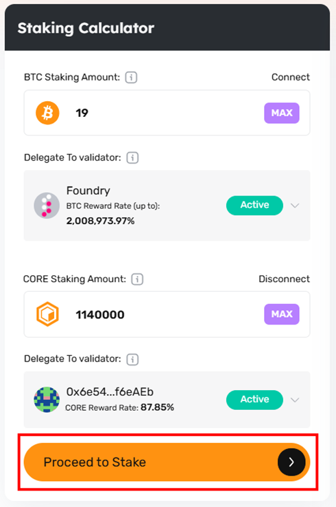 Staking Calculator
BTC Staking Amount: i Connect
19 MAX
Delegate To validator: i
Foundry
BTC Reward Rate (up to):
2,008,973.97%
Active
CORE Staking Amount: i Disconnect
1140000 MAX
Delegate To validator: i
0x6e54...f6eAEb
CORE Reward Rate: 87.85%
Active
Proceed to Stake